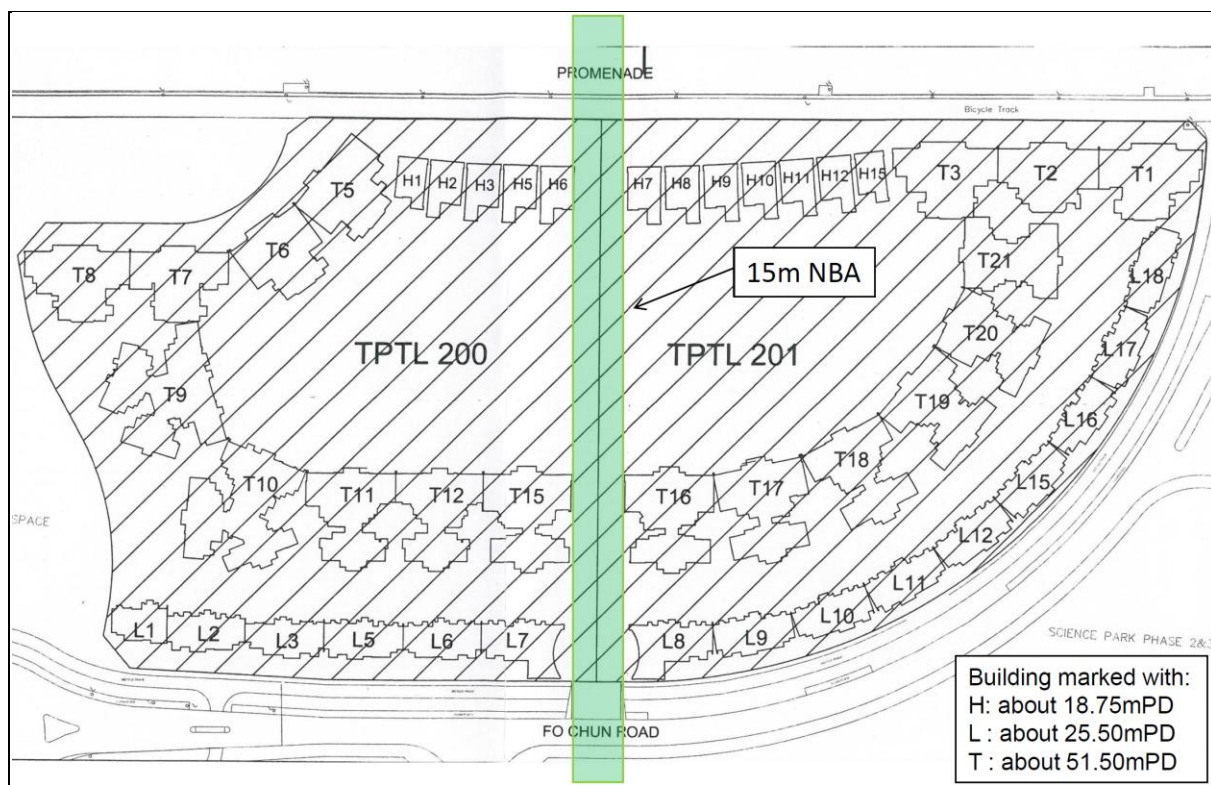 PROMENADE
Bicycle Track
H1
H2
H3
H5
H6
H7
H8
H9
H10
H11
H12
H15
T3
T2
T1
T5
T6
T8
T7
T21
L18
15m NBA
TPTL 200
TPTL 201
T20
L17
T9
T19
L16
T10
T11
T12
T15
T16
T17
T18
L15
SPACE
L12
L11
L1
L2
L3
L5
L6
L7
L8
L9
L10
SCIENCE PARK PHASE 2&3
FO CHUN ROAD
Building marked with:
H: about 18.75mPD
L : about 25.50mPD
T : about 51.50mPD